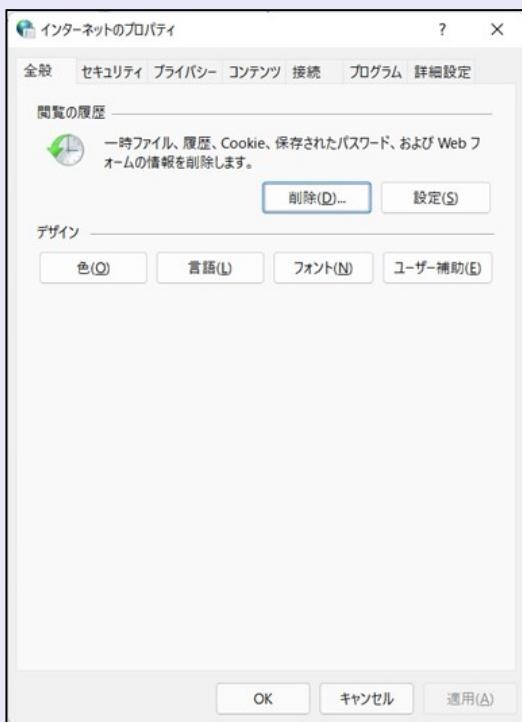 インターネットのプロパティ ?
全般 セキュリティ プライバシー コンテンツ 接続 プログラム 詳細設定
閲覧の履歴
一時ファイル、履歴、Cookie、保存されたパスワード、および Web フ
ォームの情報を削除します。
削除(D)... 設定(S)
デザイン
色(O) 言語(L) フォント(N) ユーザー補助(E)
OK キャンセル 適用(A)